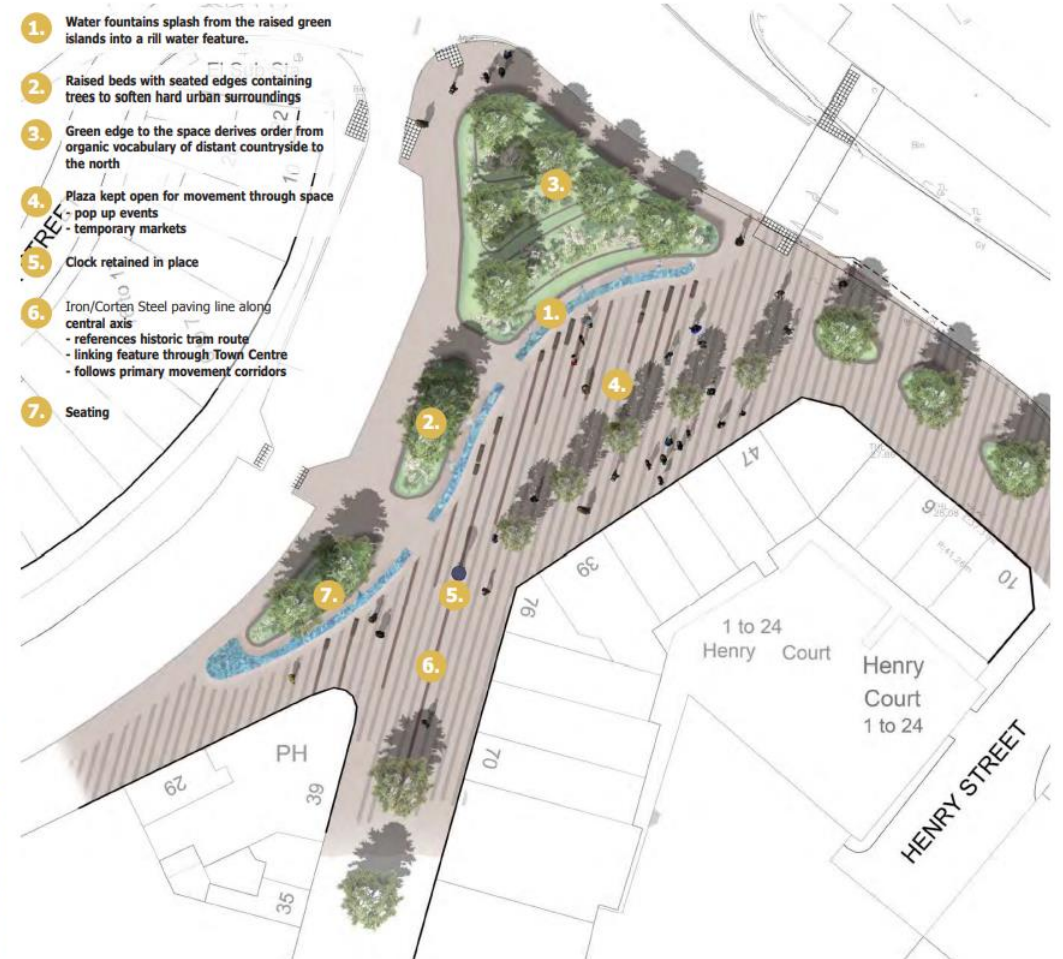 1.
Water fountains splash from the raised green
islands into a rill water feature.
2.
Raised beds with seated edges containing
trees to soften hard urban surroundings
3.
Green edge to the space derives order from
organic vocabulary of distant countryside to
the north
4.
Plaza kept open for movement through space
- pop up events
- temporary markets
5.
Clock retained in place
6.
Iron/Corten Steel paving line along
central axis
- references historic tram route
- linking feature through Town Centre
- follows primary movement corridors
7.
Seating
El Sub Sta
3.
1.
4.
2.
7.
5.
6.
47
39
76
9
10
1 to 24
Henry Court
Henry
Court
1 to 24
HENRY STREET
70
PH
29
39
35